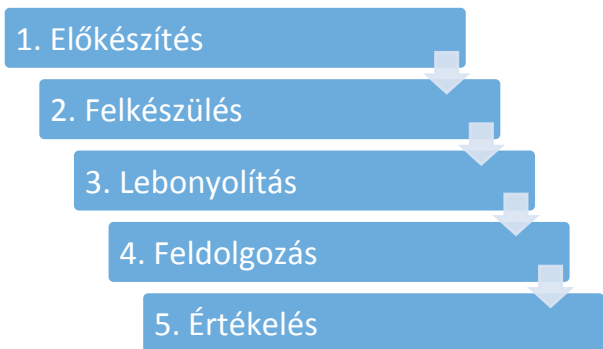 1. Előkészítés
2. Felkészülés
3. Lebonyolítás
4. Feldolgozás
5. Értékelés